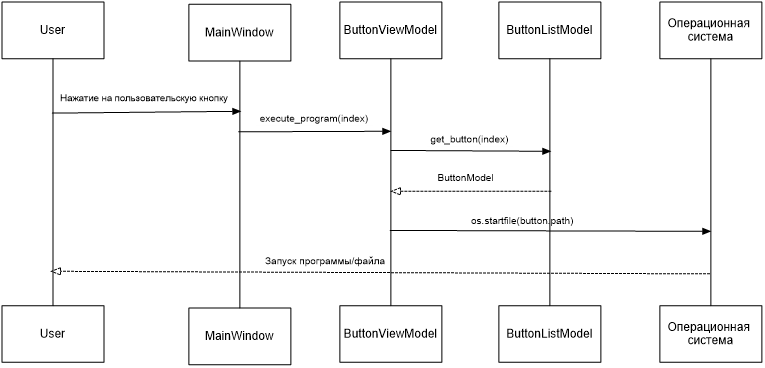 User
MainWindow
ButtonViewModel
ButtonListModel
Операционная
система
Нажатие на пользовательскую кнопку
execute_program(index)
get_button(index)
ButtonModel
os.startfile(button.path)
Запуск программы/файла
User
MainWindow
ButtonViewModel
ButtonListModel
Операционная
система